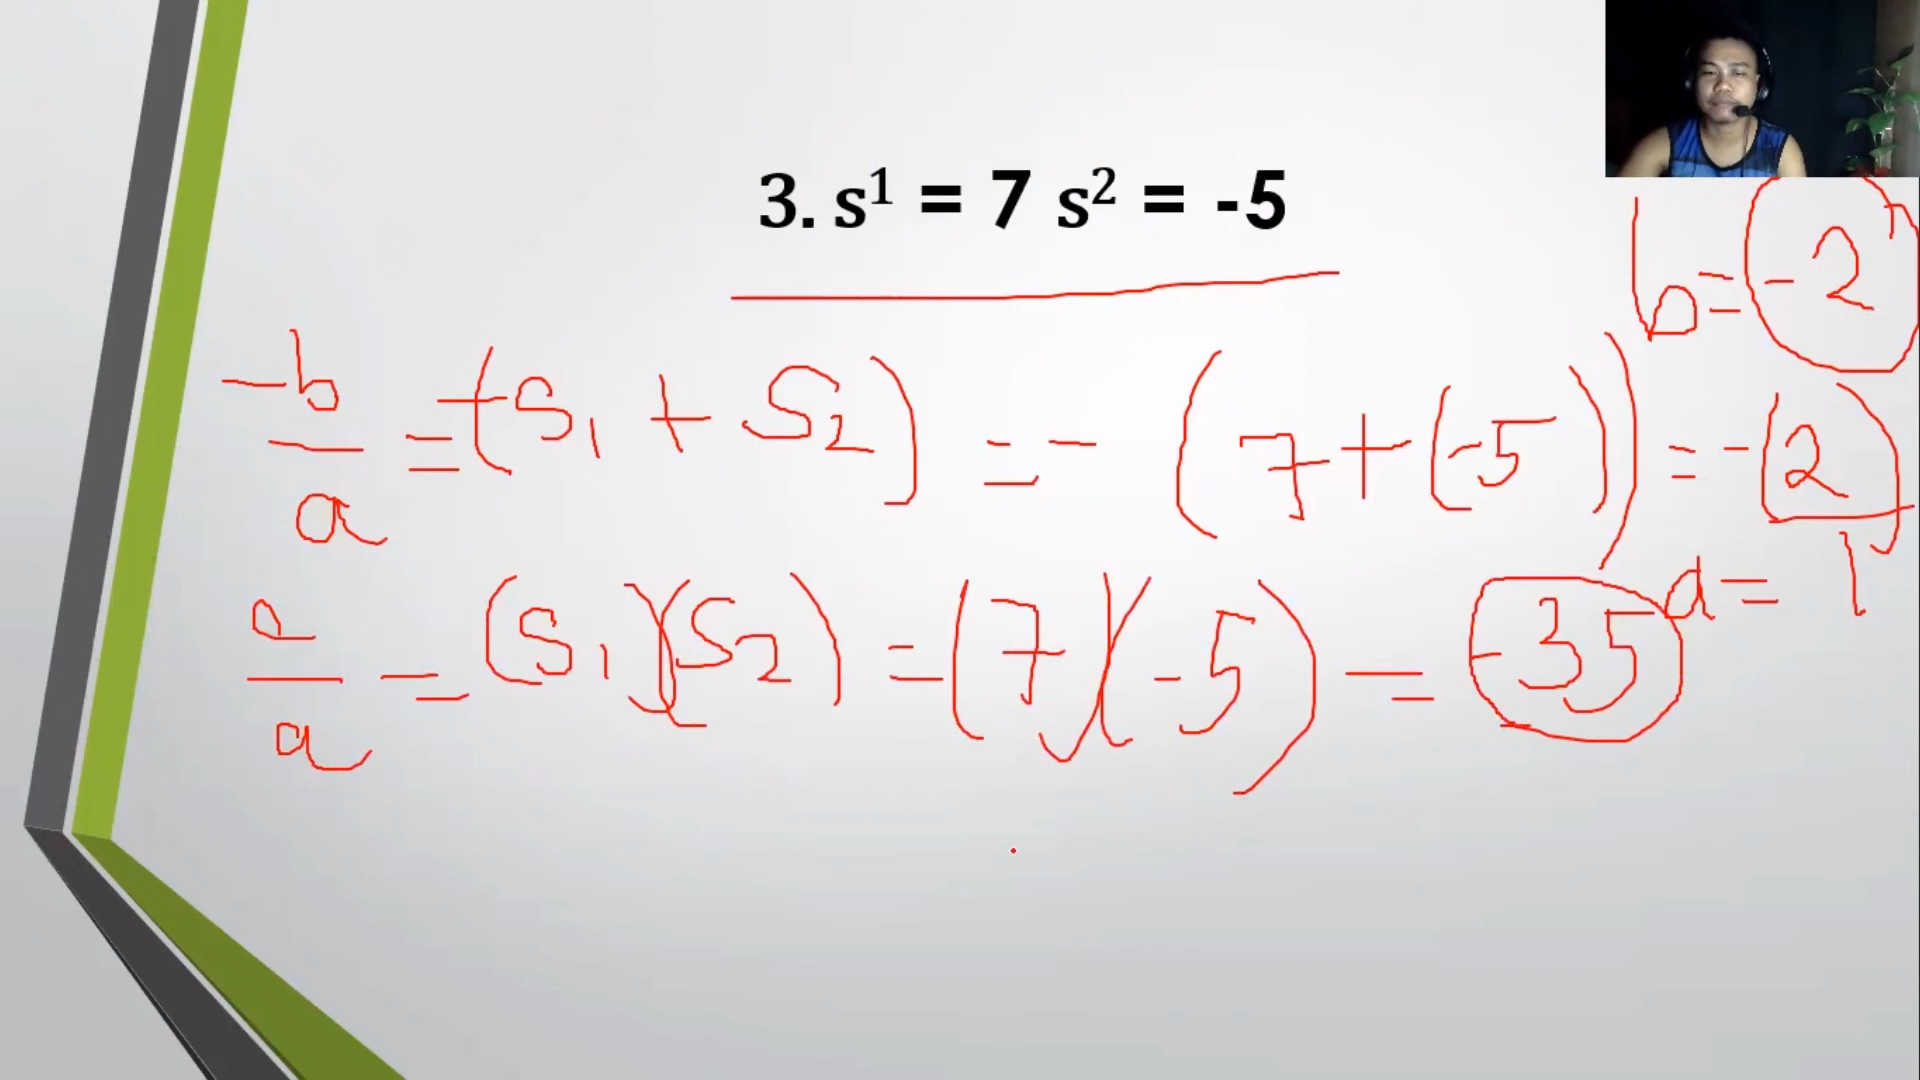 3. s¹ = 7 s² = -5
b = -2
-b/a = -(S₁ + S₂) = -(7 + (-5)) = -(2)
a = 1
c/a = (S₁)(S₂) = (7)(-5) = -35